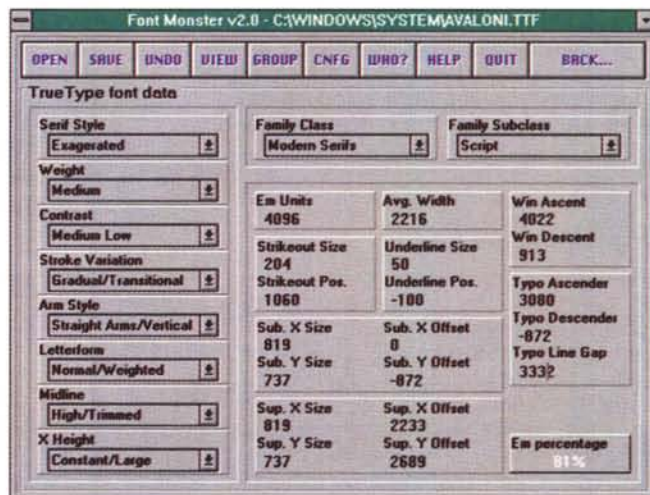 Font Monster v2.0 - C:\WINDOWS\SYSTEM\AVALONI.TTF
OPEN SAVE UNDO VIEW GROUP CNFG WHO? HELP QUIT BACK...
TrueType font data
Serif Style
Exagerated
Weight
Medium
Contrast
Medium Low
Stroke Variation
Gradual/Transitional
Arm Style
Straight Arms/Vertical
Letterform
Normal/Weighted
Midline
High/Trimmed
X Height
Constant/Large
Family Class
Modern Serifs
Family Subclass
Script
Em Units
4096
Avg. Width
2216
Win Ascent
4022
Win Descent
913
Strikeout Size
204
Strikeout Pos.
1060
Underline Size
50
Underline Pos.
-100
Typo Ascender
3080
Typo Descender
-872
Typo Line Gap
3332
Sub. X Size
819
Sub. Y Size
737
Sub. X Offset
0
Sub. Y Offset
-872
Sup. X Size
819
Sup. Y Size
737
Sup. X Offset
2233
Sup. Y Offset
2689
Em percentage
81%